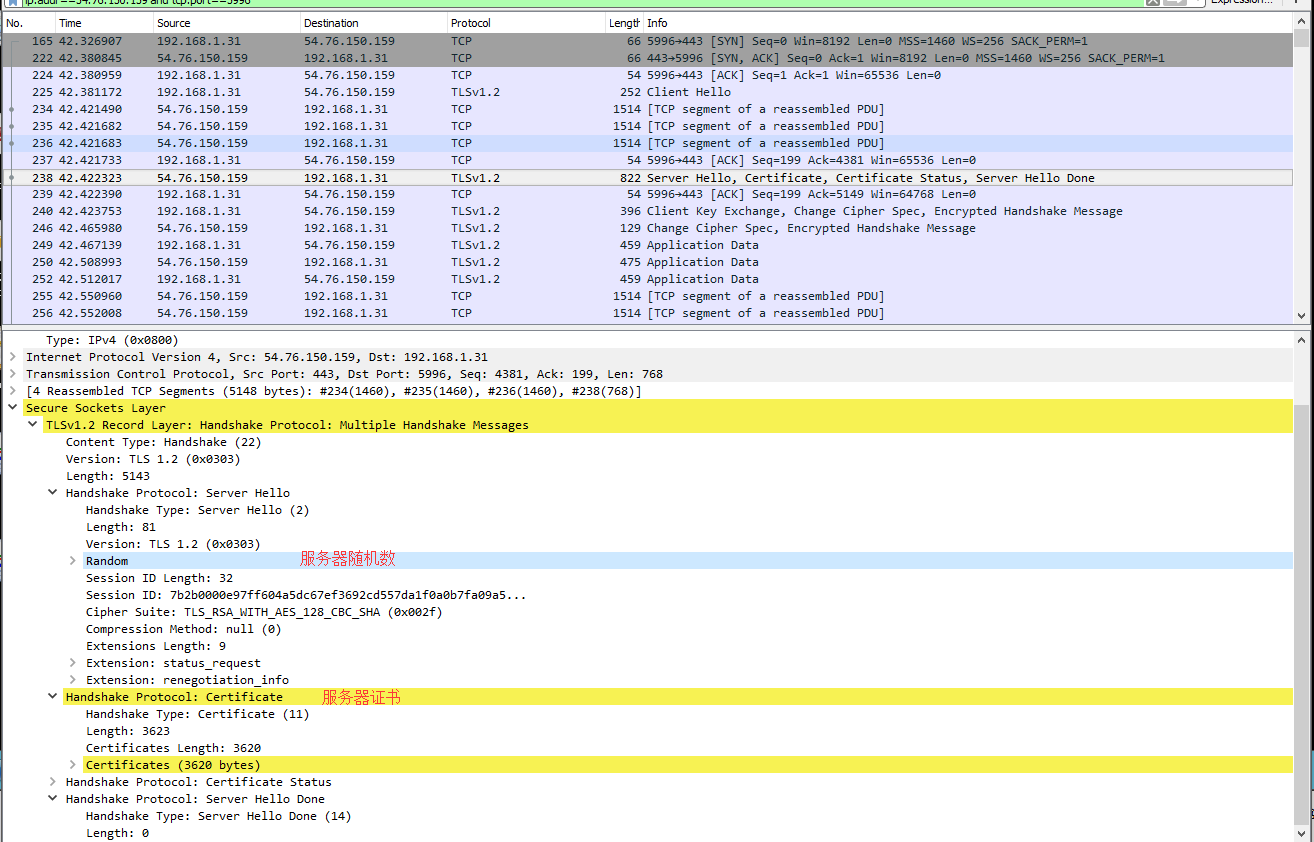 ip.addr==54.76.150.159 and tcp.port==5996 Expression...
No. Time Source Destination Protocol Length Info
165 42.326907 192.168.1.31 54.76.150.159 TCP 66 5996→443 [SYN] Seq=0 Win=8192 Len=0 MSS=1460 WS=256 SACK_PERM=1
222 42.380845 54.76.150.159 192.168.1.31 TCP 66 443→5996 [SYN, ACK] Seq=0 Ack=1 Win=8192 Len=0 MSS=1460 WS=256 SACK_PERM=1
224 42.380959 192.168.1.31 54.76.150.159 TCP 54 5996→443 [ACK] Seq=1 Ack=1 Win=65536 Len=0
225 42.381172 192.168.1.31 54.76.150.159 TLSv1.2 252 Client Hello
234 42.421490 54.76.150.159 192.168.1.31 TCP 1514 [TCP segment of a reassembled PDU]
235 42.421682 54.76.150.159 192.168.1.31 TCP 1514 [TCP segment of a reassembled PDU]
236 42.421683 54.76.150.159 192.168.1.31 TCP 1514 [TCP segment of a reassembled PDU]
237 42.421733 192.168.1.31 54.76.150.159 TCP 54 5996→443 [ACK] Seq=199 Ack=4381 Win=65536 Len=0
238 42.422323 54.76.150.159 192.168.1.31 TLSv1.2 822 Server Hello, Certificate, Certificate Status, Server Hello Done
239 42.422390 192.168.1.31 54.76.150.159 TCP 54 5996→443 [ACK] Seq=199 Ack=5149 Win=64768 Len=0
240 42.423753 192.168.1.31 54.76.150.159 TLSv1.2 396 Client Key Exchange, Change Cipher Spec, Encrypted Handshake Message
246 42.465980 54.76.150.159 192.168.1.31 TLSv1.2 129 Change Cipher Spec, Encrypted Handshake Message
249 42.467139 192.168.1.31 54.76.150.159 TLSv1.2 459 Application Data
250 42.508993 54.76.150.159 192.168.1.31 TLSv1.2 475 Application Data
252 42.512017 192.168.1.31 54.76.150.159 TLSv1.2 459 Application Data
255 42.550960 54.76.150.159 192.168.1.31 TCP 1514 [TCP segment of a reassembled PDU]
256 42.552008 54.76.150.159 192.168.1.31 TCP 1514 [TCP segment of a reassembled PDU]
Type: IPv4 (0x0800)
Internet Protocol Version 4, Src: 54.76.150.159, Dst: 192.168.1.31
Transmission Control Protocol, Src Port: 443, Dst Port: 5996, Seq: 4381, Ack: 199, Len: 768
[4 Reassembled TCP Segments (5148 bytes): #234(1460), #235(1460), #236(1460), #238(768)]
Secure Sockets Layer
TLSv1.2 Record Layer: Handshake Protocol: Multiple Handshake Messages
Content Type: Handshake (22)
Version: TLS 1.2 (0x0303)
Length: 5143
Handshake Protocol: Server Hello
Handshake Type: Server Hello (2)
Length: 81
Version: TLS 1.2 (0x0303)
Random 服务器随机数
Session ID Length: 32
Session ID: 7b2b0000e97ff604a5dc67ef3692cd557da1f0a0b7fa09a5...
Cipher Suite: TLS_RSA_WITH_AES_128_CBC_SHA (0x002f)
Compression Method: null (0)
Extensions Length: 9
Extension: status_request
Extension: renegotiation_info
Handshake Protocol: Certificate 服务器证书
Handshake Type: Certificate (11)
Length: 3623
Certificates Length: 3620
Certificates (3620 bytes)
Handshake Protocol: Certificate Status
Handshake Protocol: Server Hello Done
Handshake Type: Server Hello Done (14)
Length: 0